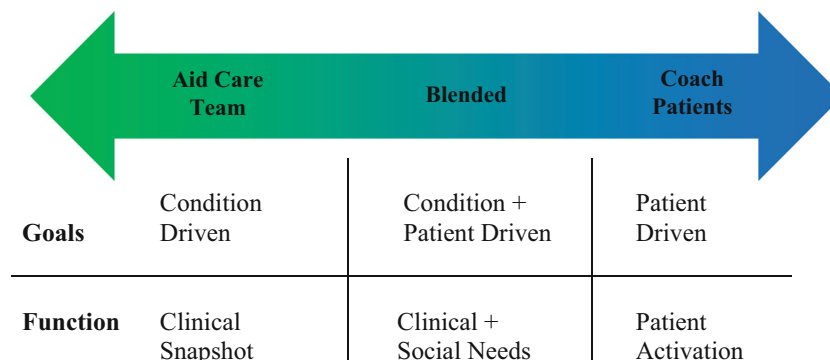 Aid Care
Team
Blended
Coach
Patients
Goals
Condition
Driven
Condition +
Patient Driven
Patient
Driven
Function
Clinical
Snapshot
Clinical +
Social Needs
Patient
Activation